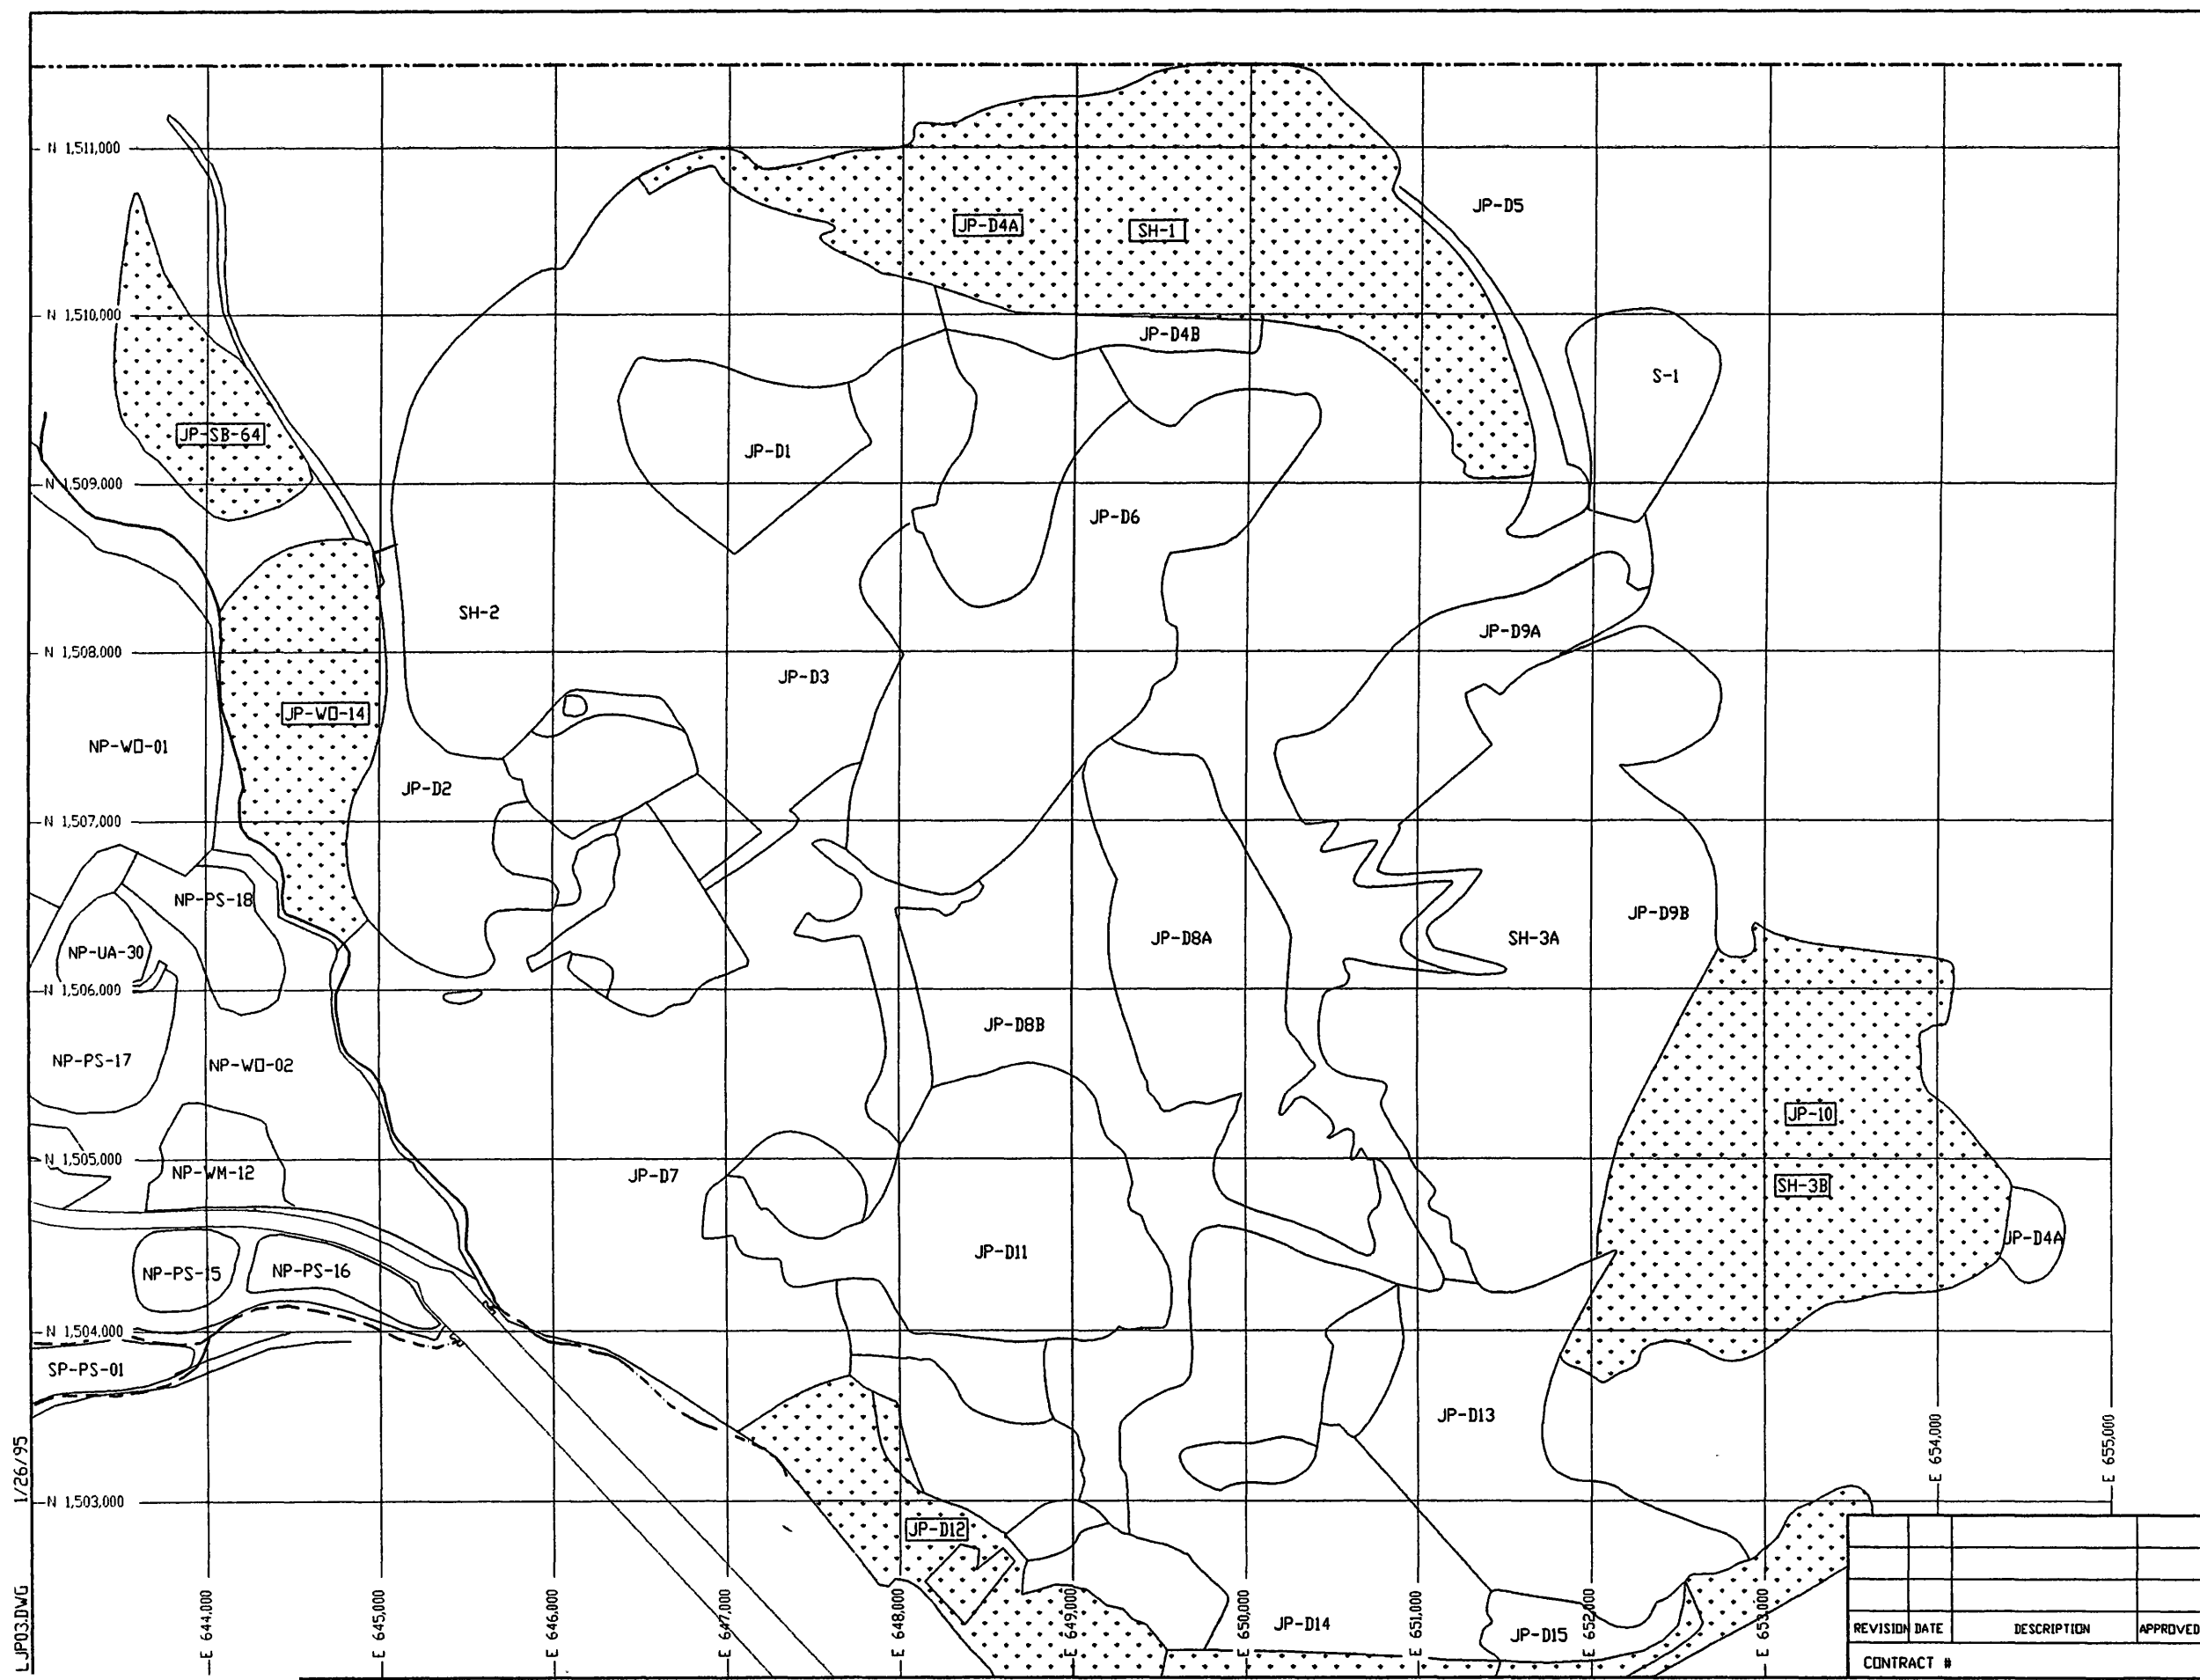 N 1,511,000
JP-D5
JP-D4A
SH-1
N 1,510,000
JP-D4B
S-1
JP-SB-64
JP-D1
N 1,509,000
JP-D6
SH-2
JP-D9A
N 1,508,000
JP-D3
JP-WO-14
NP-WO-01
JP-D2
N 1,507,000
NP-PS-18
JP-D9B
JP-D8A
SH-3A
NP-UA-30
N 1,506,000
JP-D8B
NP-PS-17
NP-WO-02
JP-10
N 1,505,000
NP-WM-12
JP-D7
SH-3B
JP-D4A
JP-D11
NP-PS-15
NP-PS-16
N 1,504,000
SP-PS-01
JP-D13
N 1,503,000
JP-D12
JP-D14
JP-D15
E 644,000
E 645,000
E 646,000
E 647,000
E 648,000
E 649,000
E 650,000
E 651,000
E 652,000
E 653,000
E 654,000
E 655,000
LJP03.DWG 1/26/95
REVISION DATE DESCRIPTION APPROVED
CONTRACT #